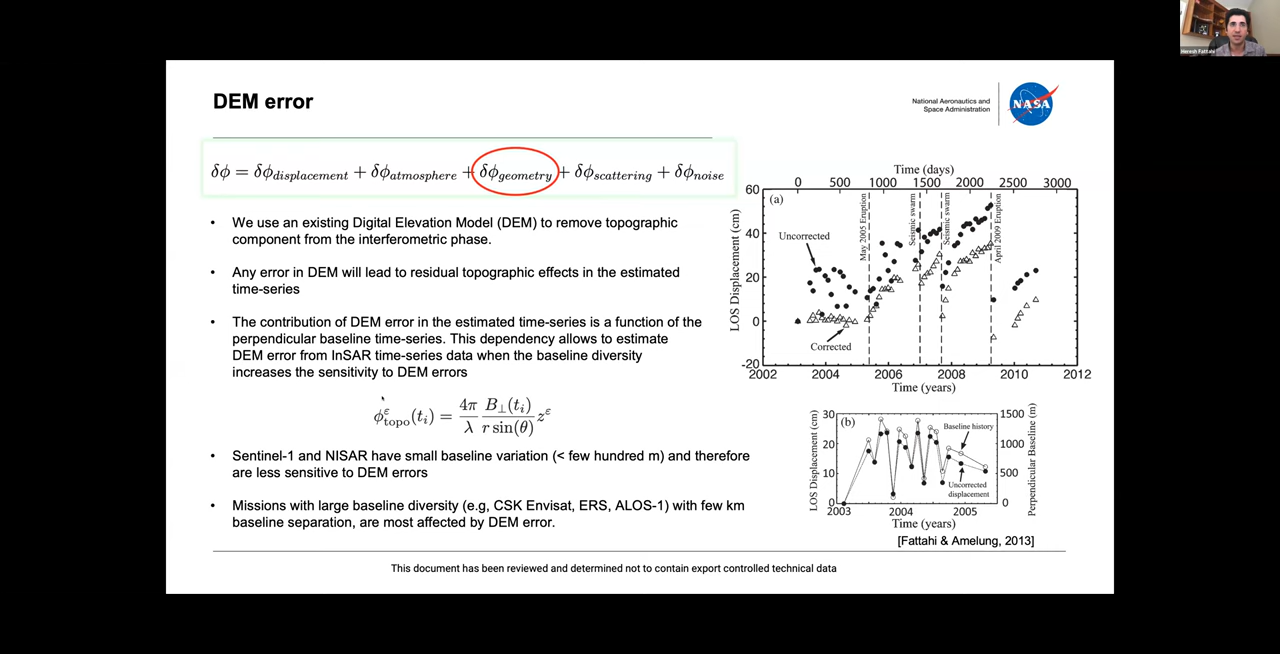 Heresh Fattahi
DEM error
National Aeronautics and
Space Administration
NASA
δϕ = δϕdisplacement + δϕatmosphere + δϕgeometry + δϕscattering + δϕnoise
• We use an existing Digital Elevation Model (DEM) to remove topographic
component from the interferometric phase.
• Any error in DEM will lead to residual topographic effects in the estimated
time-series
• The contribution of DEM error in the estimated time-series is a function of the
perpendicular baseline time-series. This dependency allows to estimate
DEM error from InSAR time-series data when the baseline diversity
increases the sensitivity to DEM errors
ϕ^ε_topo(t_i) = 4π/λ B⊥(t_i)/r sin(θ) z^ε
• Sentinel-1 and NISAR have small baseline variation (< few hundred m) and therefore
are less sensitive to DEM errors
• Missions with large baseline diversity (e.g, CSK Envisat, ERS, ALOS-1) with few km
baseline separation, are most affected by DEM error.
Time (days)
0 500 1000 1500 2000 2500 3000
60
40
20
0
-20
LOS Displacement (cm)
(a)
Uncorrected
Corrected
May 2005 Eruption
Seismic swarm
Seismic swarm
April 2009 Eruption
2002 2004 2006 2008 2010 2012
Time (years)
30
20
10
0
LOS Displacement (cm)
(b)
Baseline history
Uncorrected
displacement
1500
1000
500
0
Perpendicular Baseline (m)
2003 2004 2005
Time (years)
[Fattahi & Amelung, 2013]
This document has been reviewed and determined not to contain export controlled technical data